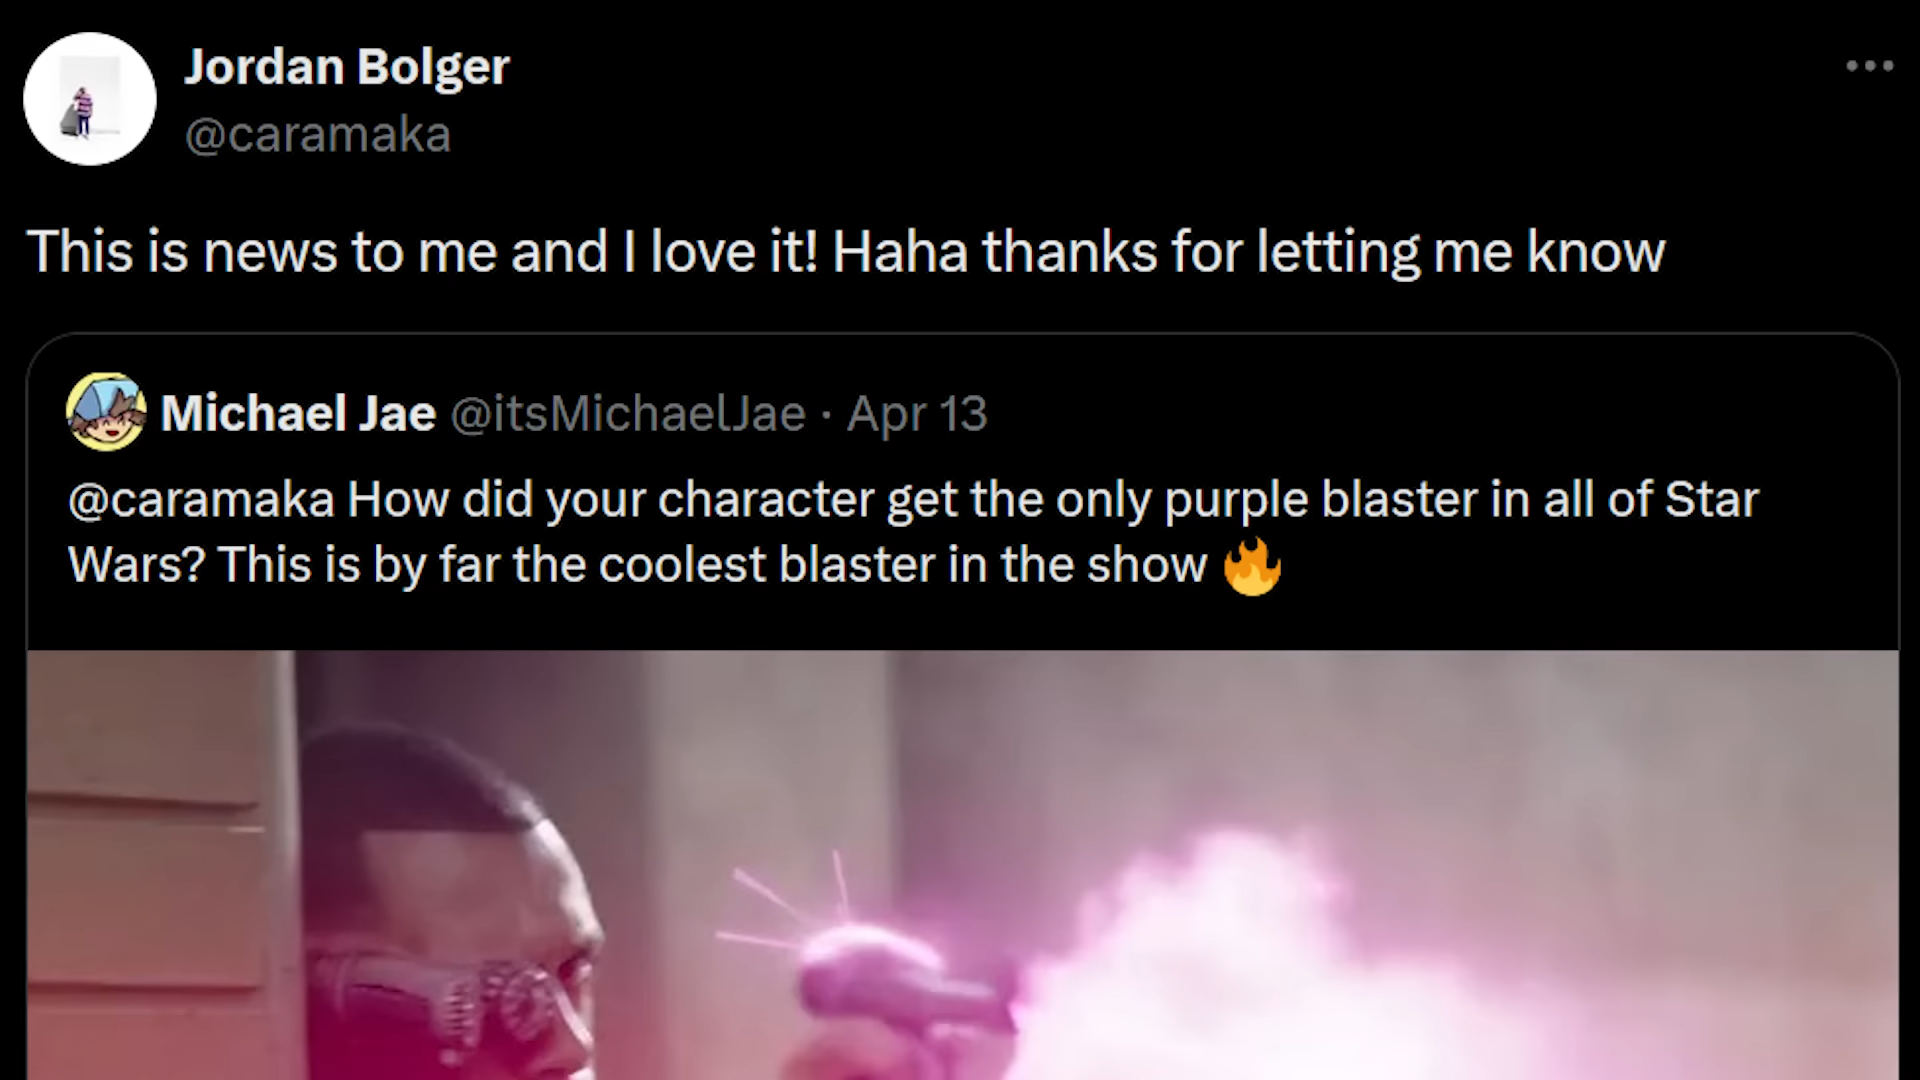 Jordan Bolger
@caramaka
This is news to me and I love it! Haha thanks for letting me know
Michael Jae @itsMichaelJae · Apr 13
@caramaka How did your character get the only purple blaster in all of Star
Wars? This is by far the coolest blaster in the show 🔥